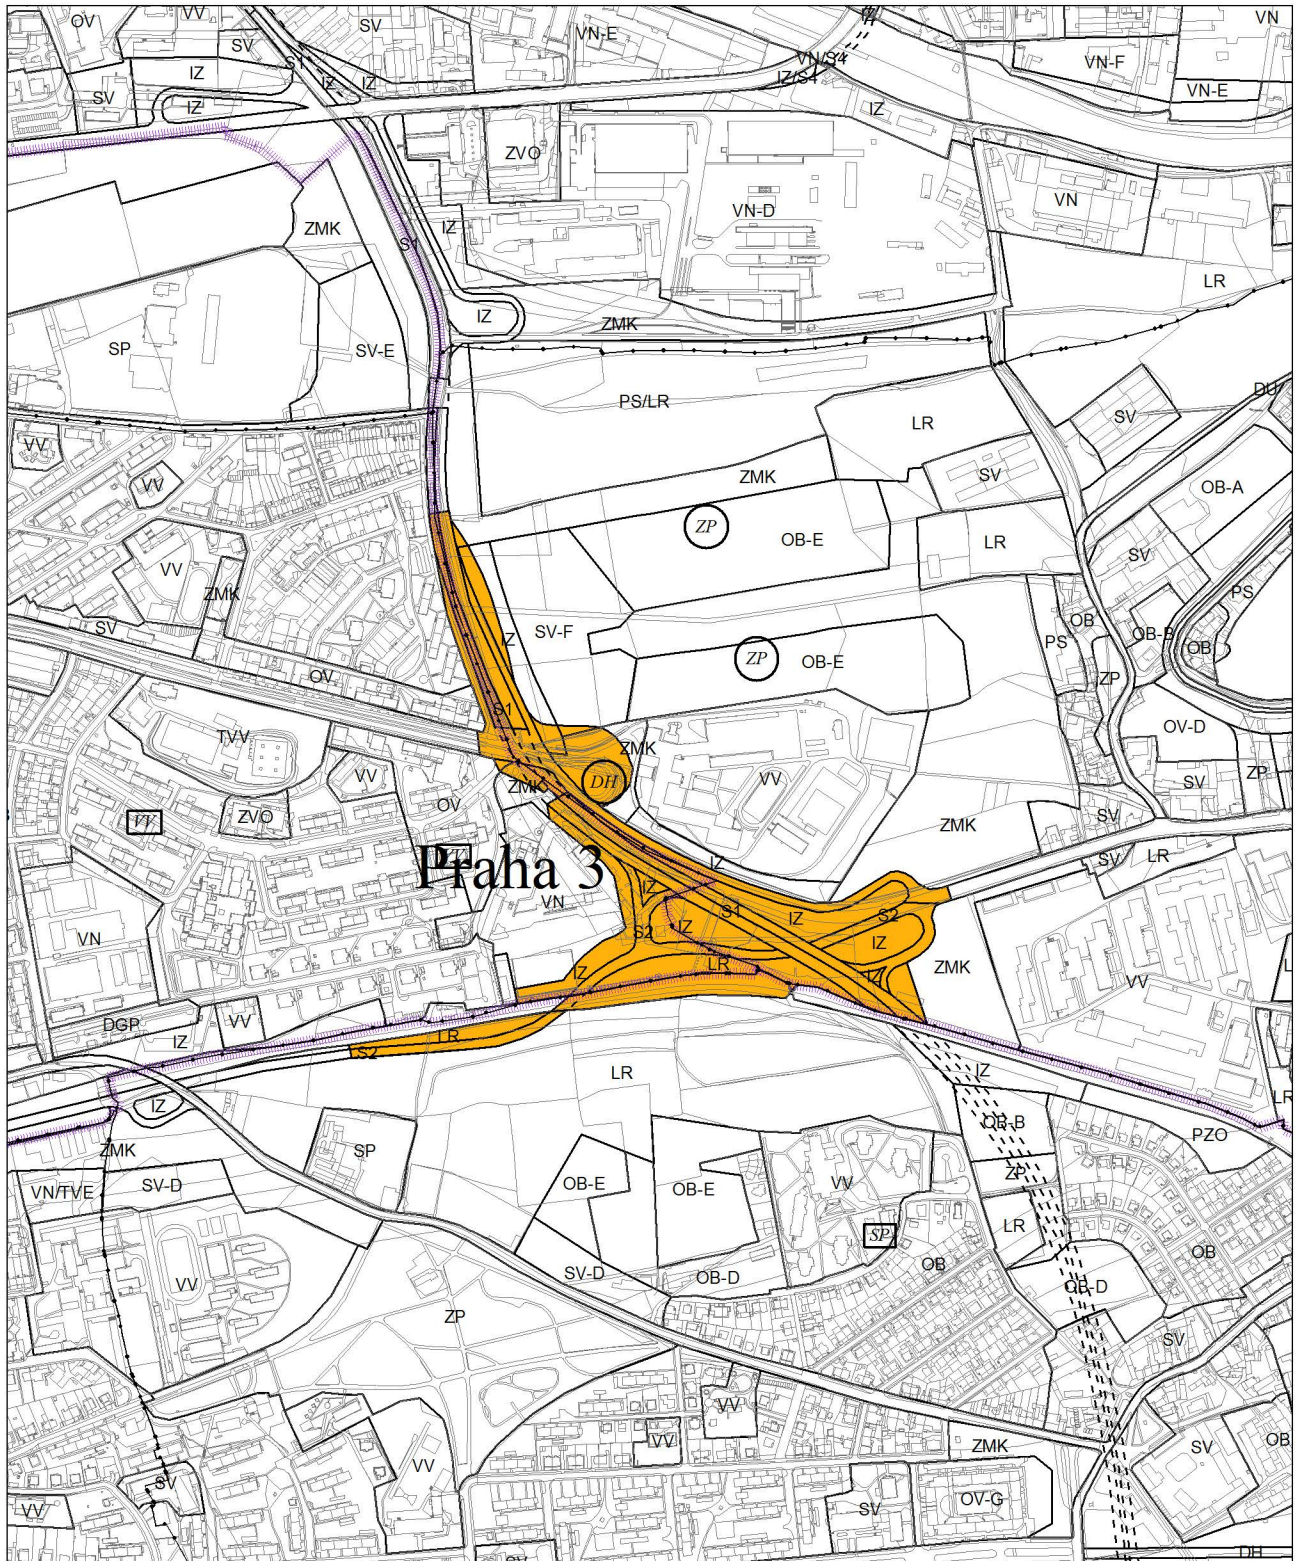 OV
VV
SV
SV
VN-E
IZ
VN
S1
IZ
IZ
IZ
SV
IZ
VN/S4
IZ/S4
VN-F
VN-E
IZ
ZVO
VN-D
VN
ZMK
IZ
S1
LR
IZ
ZMK
SP
SV-E
PS/LR
DU
LR
SV
VV
VV
ZMK
SV
OB-A
ZP
OB-E
LR
SV
VV
ZMK
PS
SV
IZ
SV-F
OB
PS
OB-B
OB
ZP
OB-E
OV
ZP
S1
OV-D
TVV
ZMK
VV
ZMK
DH
VV
ZP
SV
OV
VV
ZVO
SV
ZMK
Praha 3
IZ
SV
LR
IZ
VN
S1
IZ
S2
IZ
S2
VN
IZ
LR
ZMK
IZ
IZ
VV
DGP
VV
IZ
LR
S2
LR
IZ
LR
IZ
OB-B
PZO
ZMK
SP
ZP
VN/TVE
SV-D
OB-E
OB-E
VV
LR
SP
OB
OB
VV
SV-D
OB-D
OB-D
ZP
SV
VV
VV
ZMK
SV
OB
VV
SV
VV
SV
OV-G
SV
DH